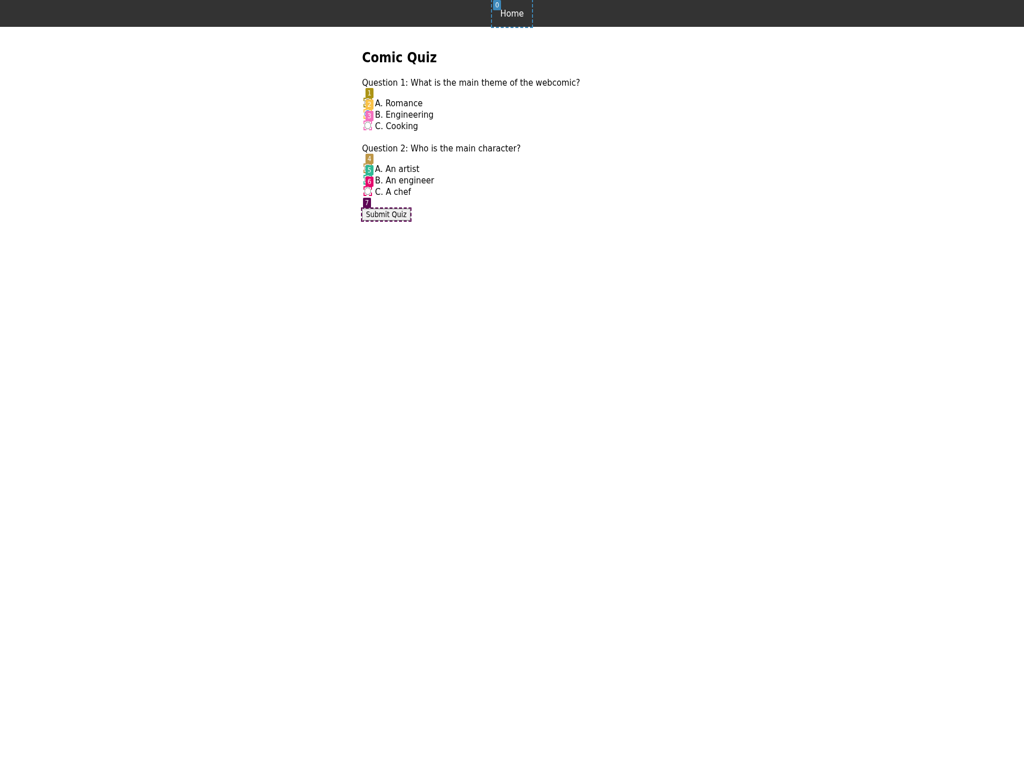 0
Home
Comic Quiz
Question 1: What is the main theme of the webcomic?
1
2 A. Romance
3 B. Engineering
C. Cooking
Question 2: Who is the main character?
4
5 A. An artist
6 B. An engineer
C. A chef
7
Submit Quiz